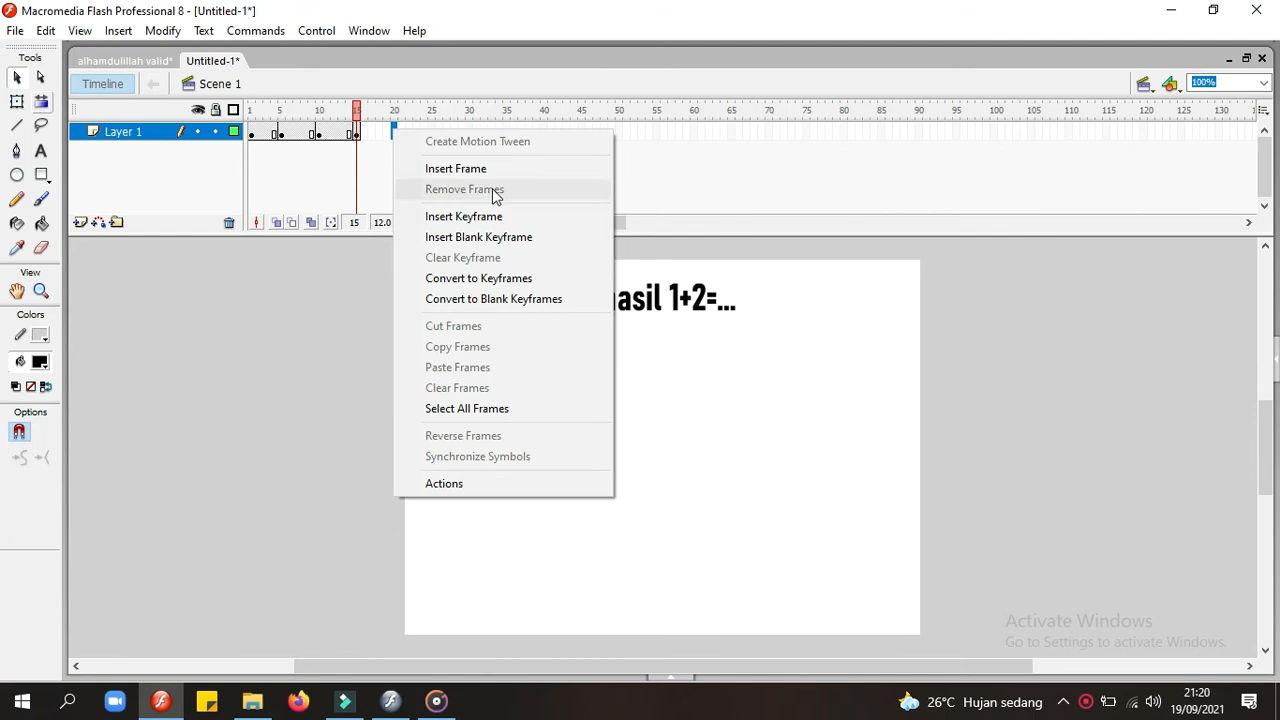 Macromedia Flash Professional 8 - [Untitled-1*]
File Edit View Insert Modify Text Commands Control Window Help
Tools
alhamdulillah valid* Untitled-1*
Timeline Scene 1 100%
1 5 10 15 20 25 30 35 40 45 50 55 60 65 70 75 80 85 90 95 100 105 110 115 120 125 130
Layer 1
15 12.0
Create Motion Tween
Insert Frame
Remove Frames
Insert Keyframe
Insert Blank Keyframe
Clear Keyframe
Convert to Keyframes
Convert to Blank Keyframes
Cut Frames
Copy Frames
Paste Frames
Clear Frames
Select All Frames
Reverse Frames
Synchronize Symbols
Actions
View
Colors
Options
asil 1+2=...
Activate Windows
Go to Settings to activate Windows.
26°C Hujan sedang
21:20
19/09/2021